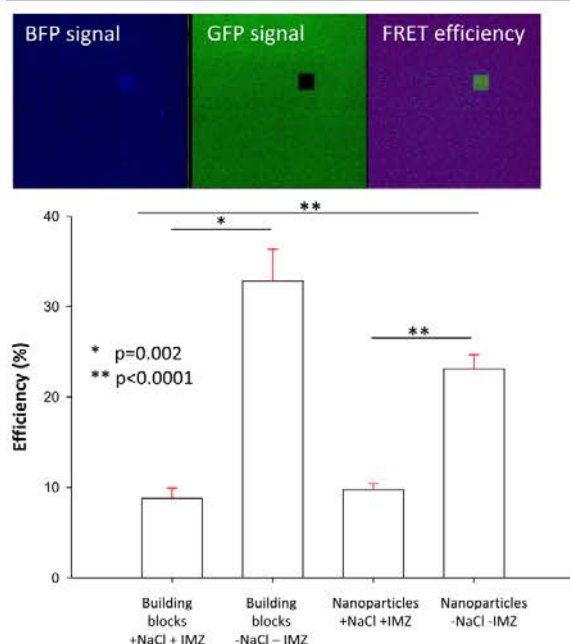 BFP signal
GFP signal
FRET efficiency
40
**
*
30
**
* p=0.002
** p<0.0001
20
Efficiency (%)
10
0
Building
blocks
+NaCl + IMZ
Building
blocks
-NaCl – IMZ
Nanoparticles
+NaCl +IMZ
Nanoparticles
-NaCl -IMZ